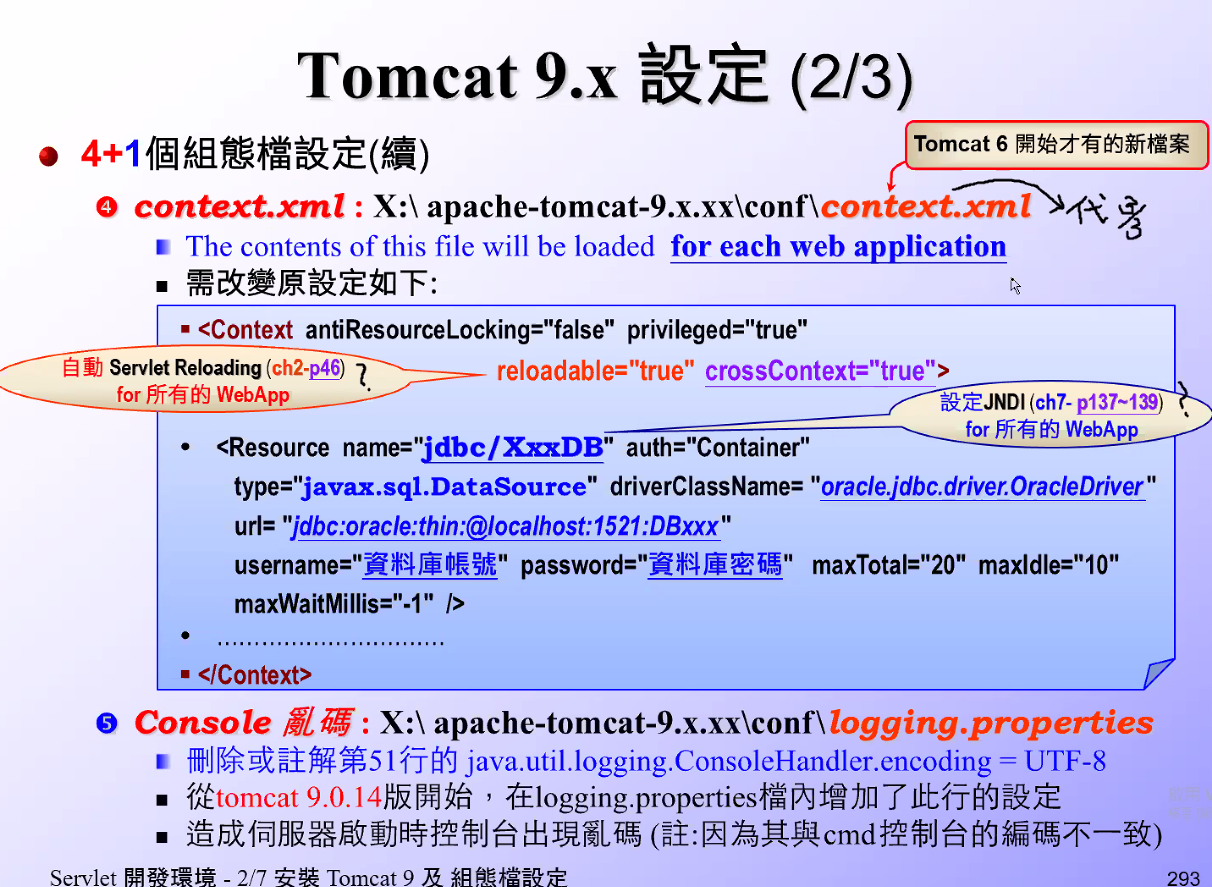 Tomcat 9.x 設定 (2/3)
4+1個組態檔設定(續)
Tomcat 6 開始才有的新檔案
❹ context.xml : X:\ apache-tomcat-9.x.xx\conf\context.xml
代考
The contents of this file will be loaded for each web application
需改變原設定如下:
<Context antiResourceLocking="false" privileged="true"
reloadable="true" crossContext="true">
自動 Servlet Reloading (ch2-p46) ?
for 所有的 WebApp
設定JNDI (ch7- p137~139) ?
for 所有的 WebApp
<Resource name="jdbc/XxxDB" auth="Container"
type="javax.sql.DataSource" driverClassName= "oracle.jdbc.driver.OracleDriver"
url= "jdbc:oracle:thin:@localhost:1521:DBxxx"
username="資料庫帳號" password="資料庫密碼" maxTotal="20" maxIdle="10"
maxWaitMillis="-1" />
...............................
</Context>
❺ Console 亂碼 : X:\ apache-tomcat-9.x.xx\conf\logging.properties
刪除或註解第51行的 java.util.logging.ConsoleHandler.encoding = UTF-8
從tomcat 9.0.14版開始，在logging.properties檔內增加了此行的設定
造成伺服器啟動時控制台出現亂碼 (註:因為其與cmd控制台的編碼不一致)
Servlet 開發環境 - 2/7 安裝 Tomcat 9 及 組態檔設定
293